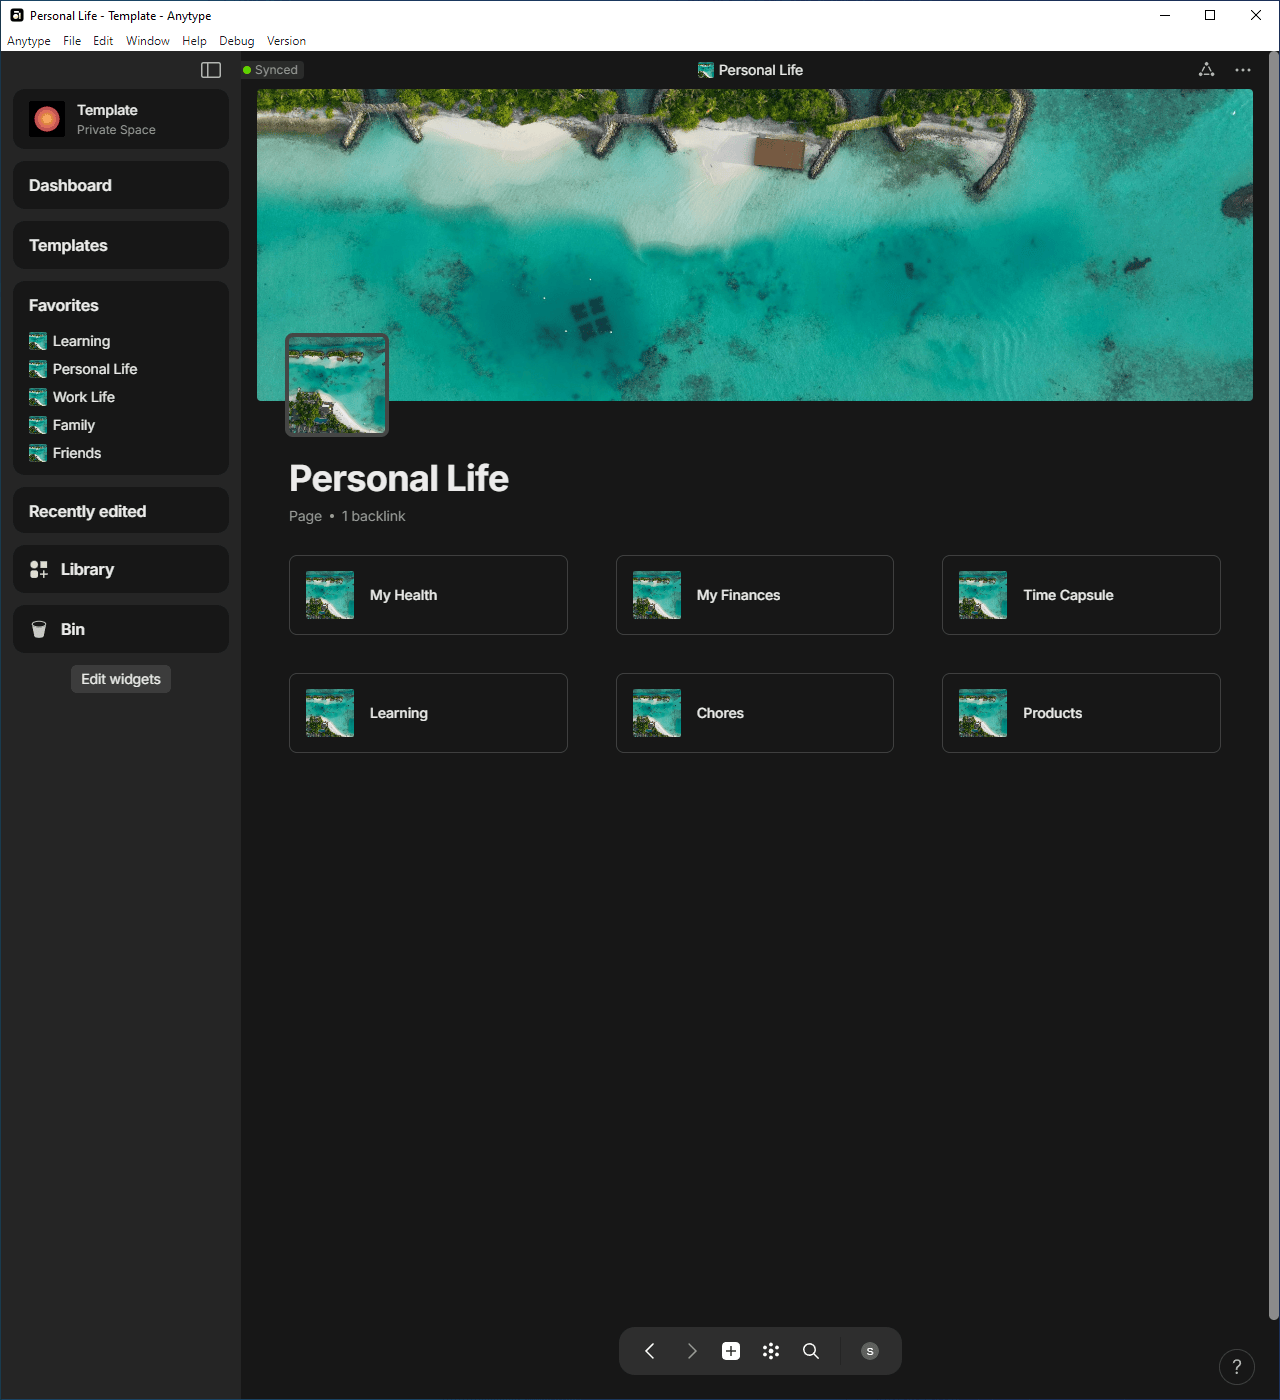 Personal Life - Template - Anytype
Anytype File Edit Window Help Debug Version
Synced
Personal Life
Template
Private Space
Dashboard
Templates
Favorites
Learning
Personal Life
Work Life
Family
Friends
Recently edited
Library
Bin
Edit widgets
Personal Life
Page • 1 backlink
My Health
My Finances
Time Capsule
Learning
Chores
Products
S
?